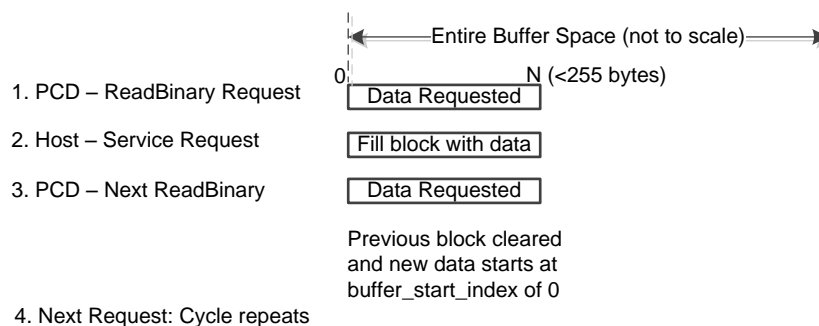 Entire Buffer Space (not to scale)
0
N (<255 bytes)
1. PCD – ReadBinary Request
Data Requested
2. Host – Service Request
Fill block with data
3. PCD – Next ReadBinary
Data Requested
Previous block cleared
and new data starts at
buffer_start_index of 0
4. Next Request: Cycle repeats